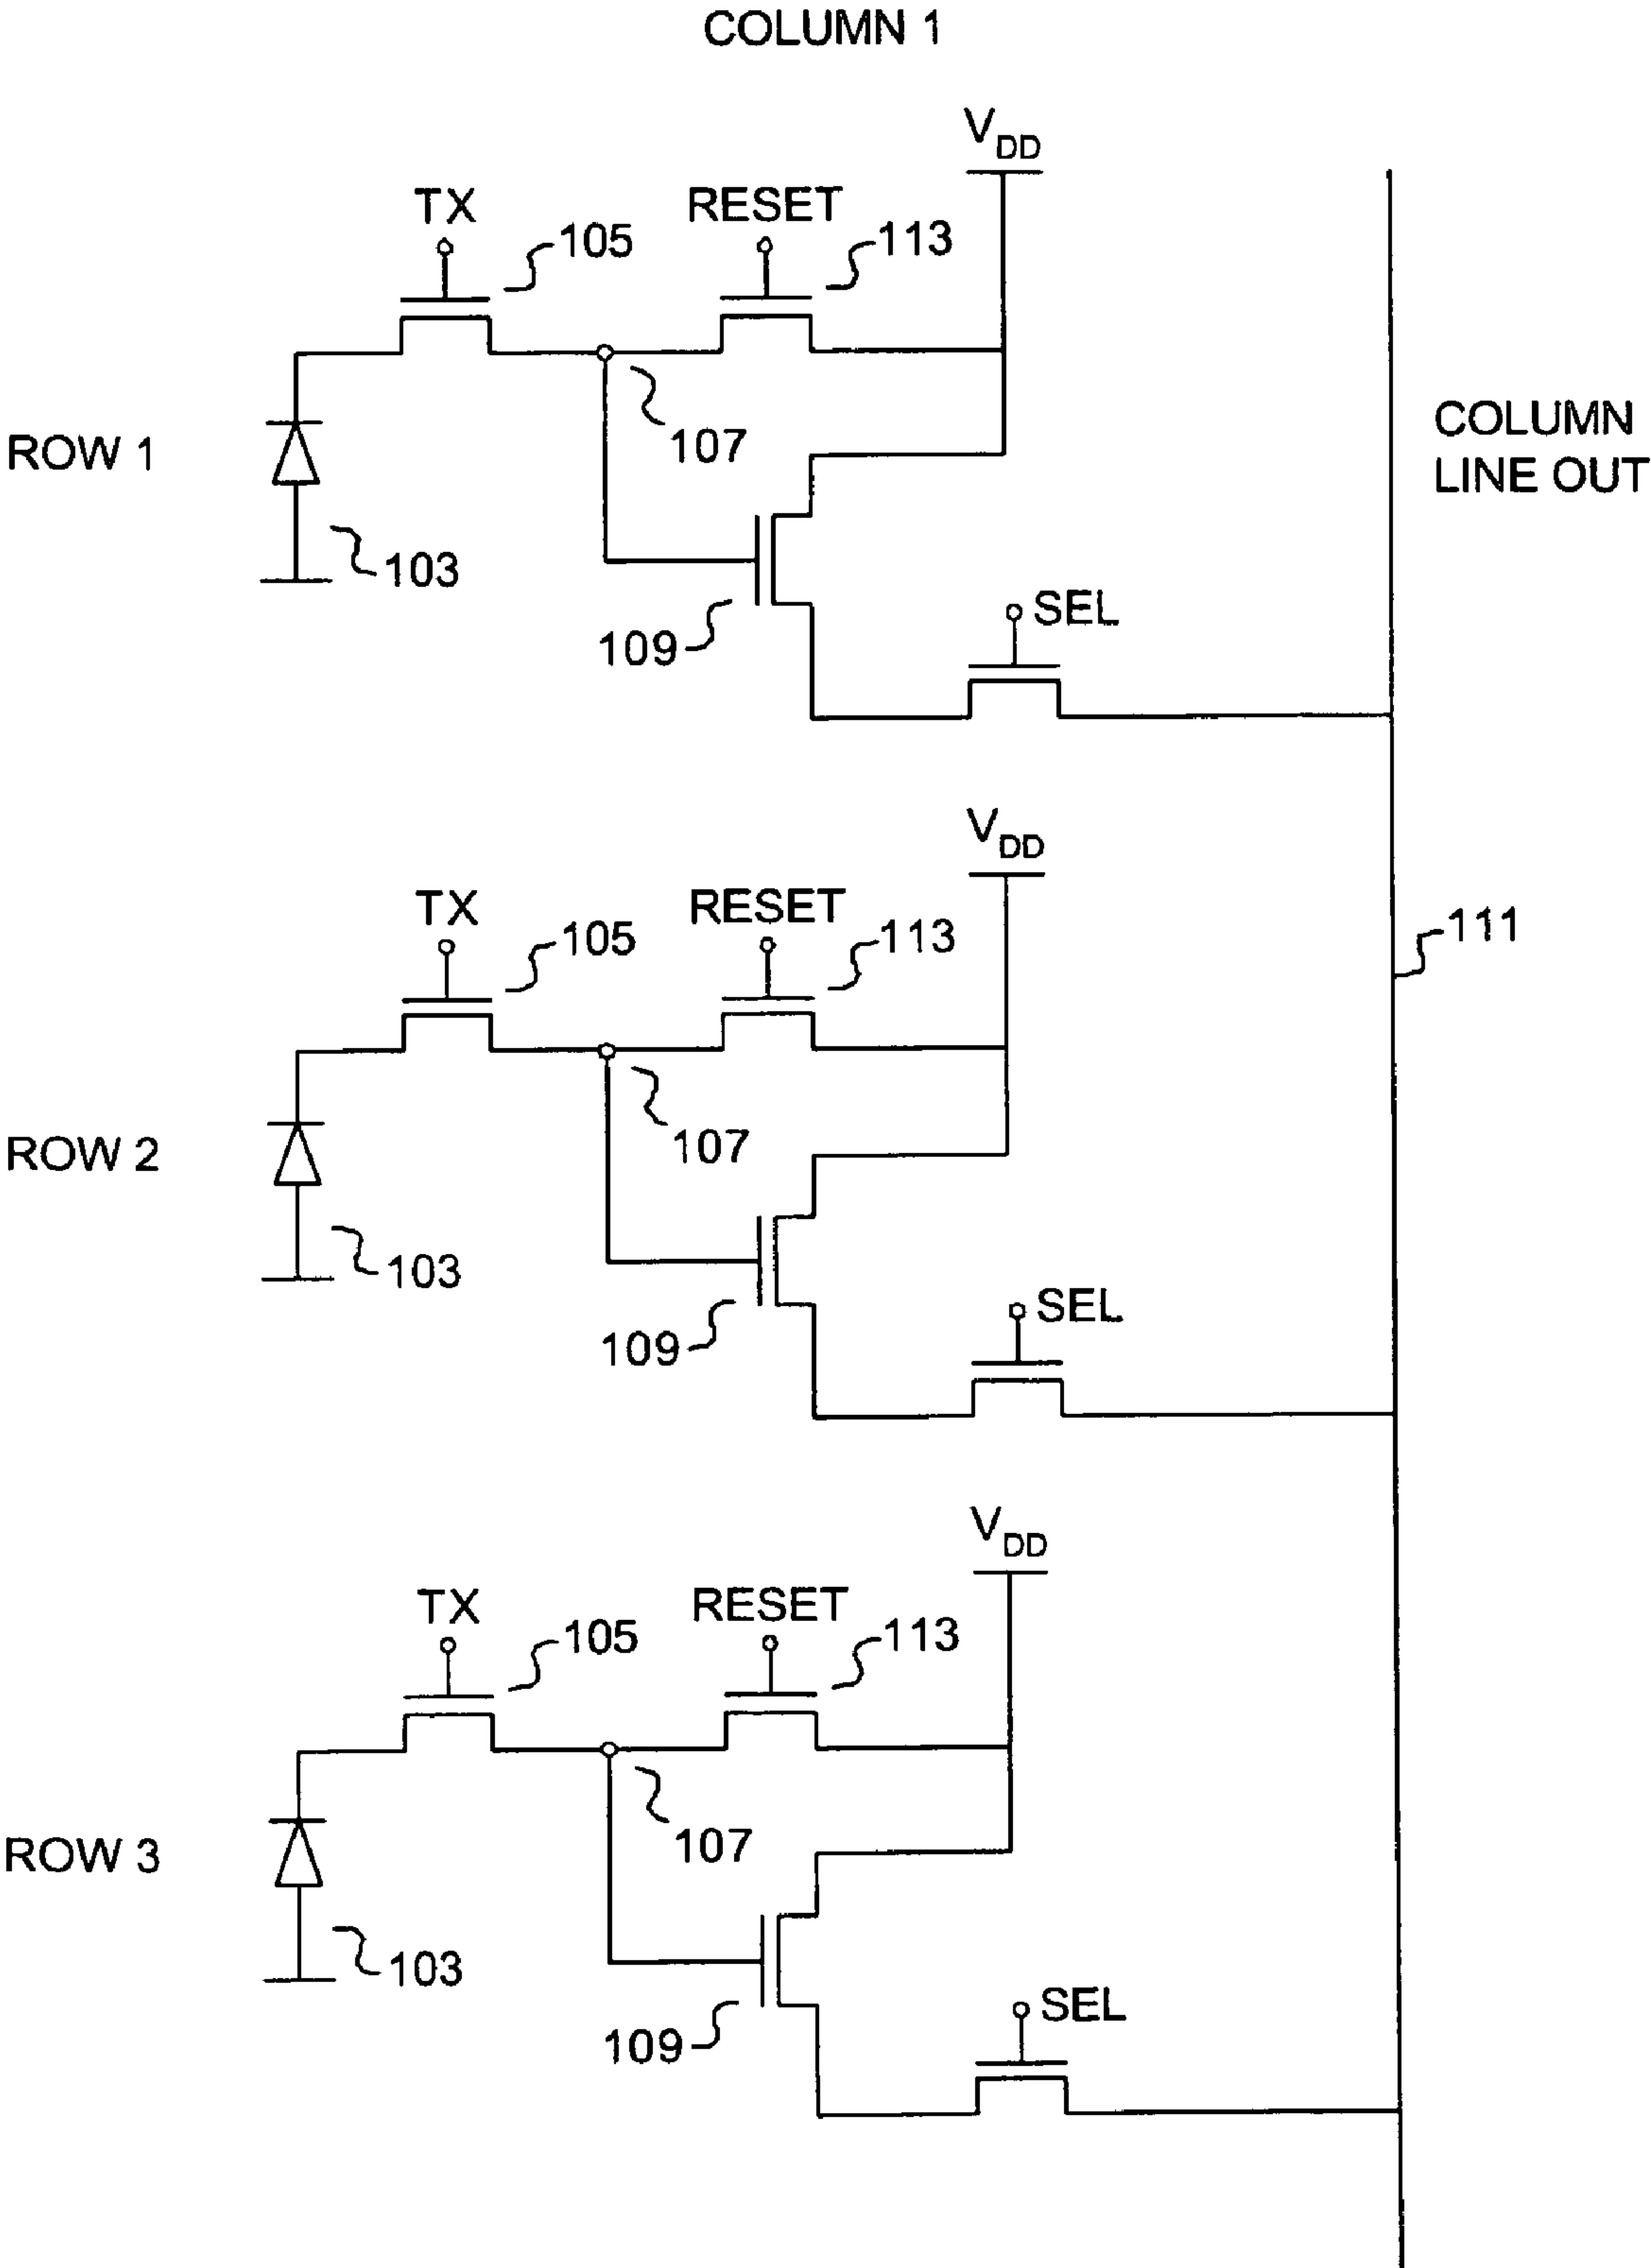 COLUMN 1
VDD
TX
RESET
105
113
COLUMN
LINE OUT
ROW 1
107
103
SEL
109
VDD
TX
RESET
105
113
111
107
ROW 2
103
SEL
109
VDD
TX
RESET
105
113
107
ROW 3
103
SEL
109